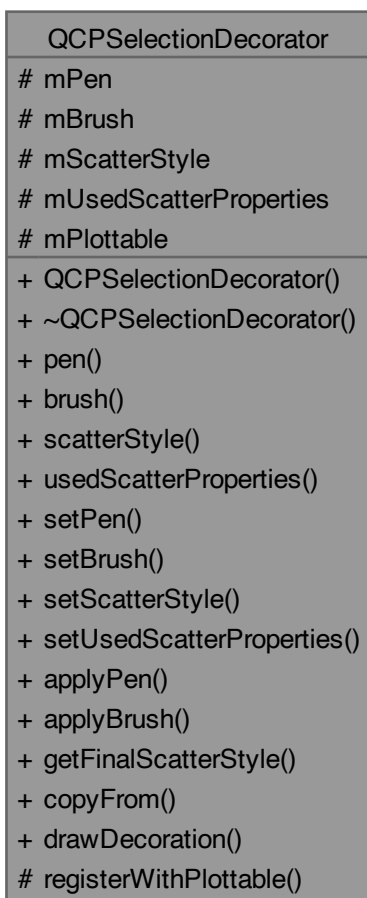 QCPSelectionDecorator
# mPen
# mBrush
# mScatterStyle
# mUsedScatterProperties
# mPlottable
+ QCPSelectionDecorator()
+ ~QCPSelectionDecorator()
+ pen()
+ brush()
+ scatterStyle()
+ usedScatterProperties()
+ setPen()
+ setBrush()
+ setScatterStyle()
+ setUsedScatterProperties()
+ applyPen()
+ applyBrush()
+ getFinalScatterStyle()
+ copyFrom()
+ drawDecoration()
# registerWithPlottable()